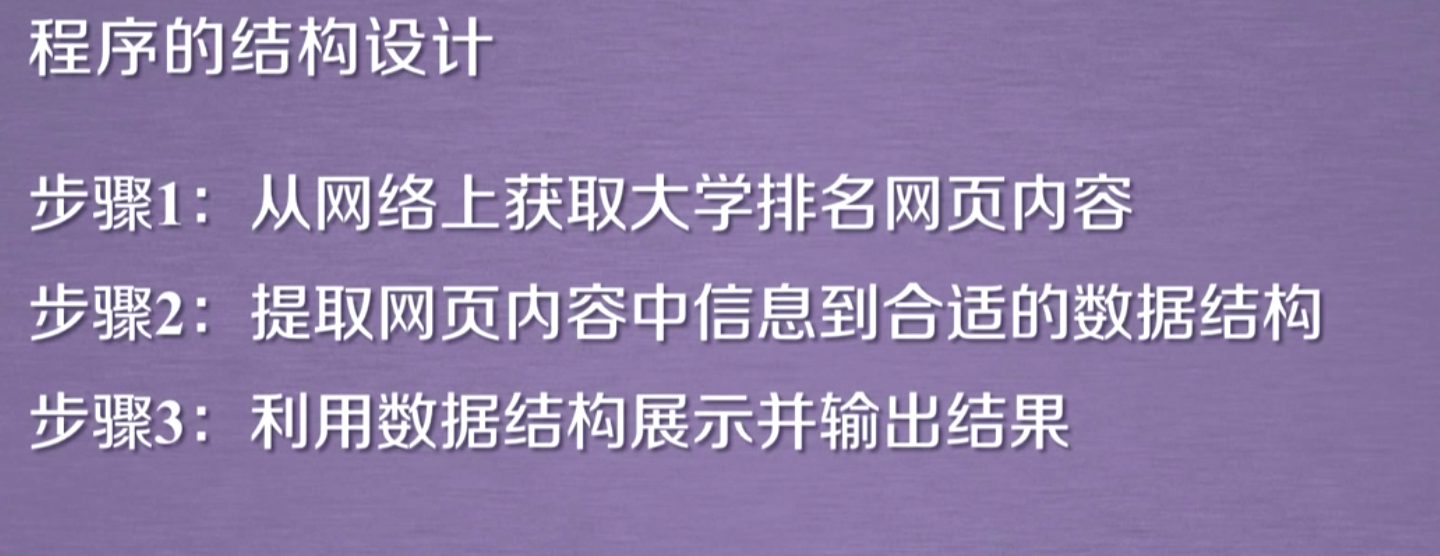 程序的结构设计
步骤1：从网络上获取大学排名网页内容
步骤2：提取网页内容中信息到合适的数据结构
步骤3：利用数据结构展示并输出结果